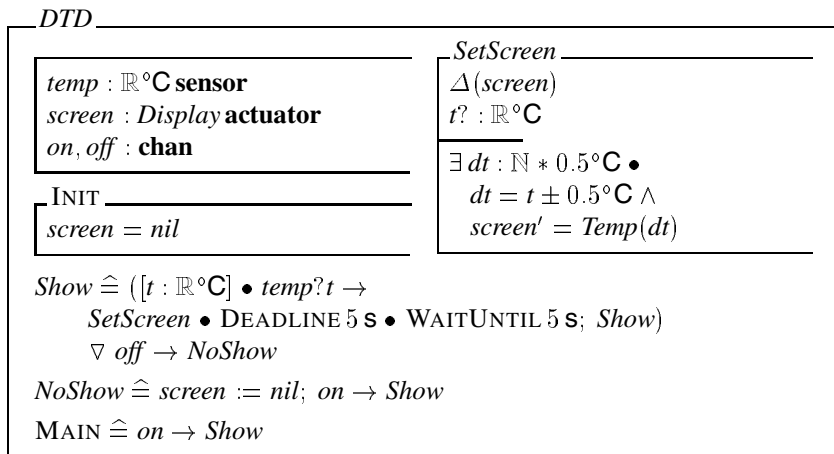 DTD
temp : ℝ°C sensor
screen : Display actuator
on, off : chan
INIT
screen = nil
SetScreen
Δ(screen)
t? : ℝ°C
∃ dt : ℕ ∗ 0.5°C •
dt = t ± 0.5°C ∧
screen′ = Temp(dt)
Show ≙ ([t : ℝ°C] • temp?t →
SetScreen • DEADLINE 5 s • WAITUNTIL 5 s; Show)
▽ off → NoShow
NoShow ≙ screen := nil; on → Show
MAIN ≙ on → Show